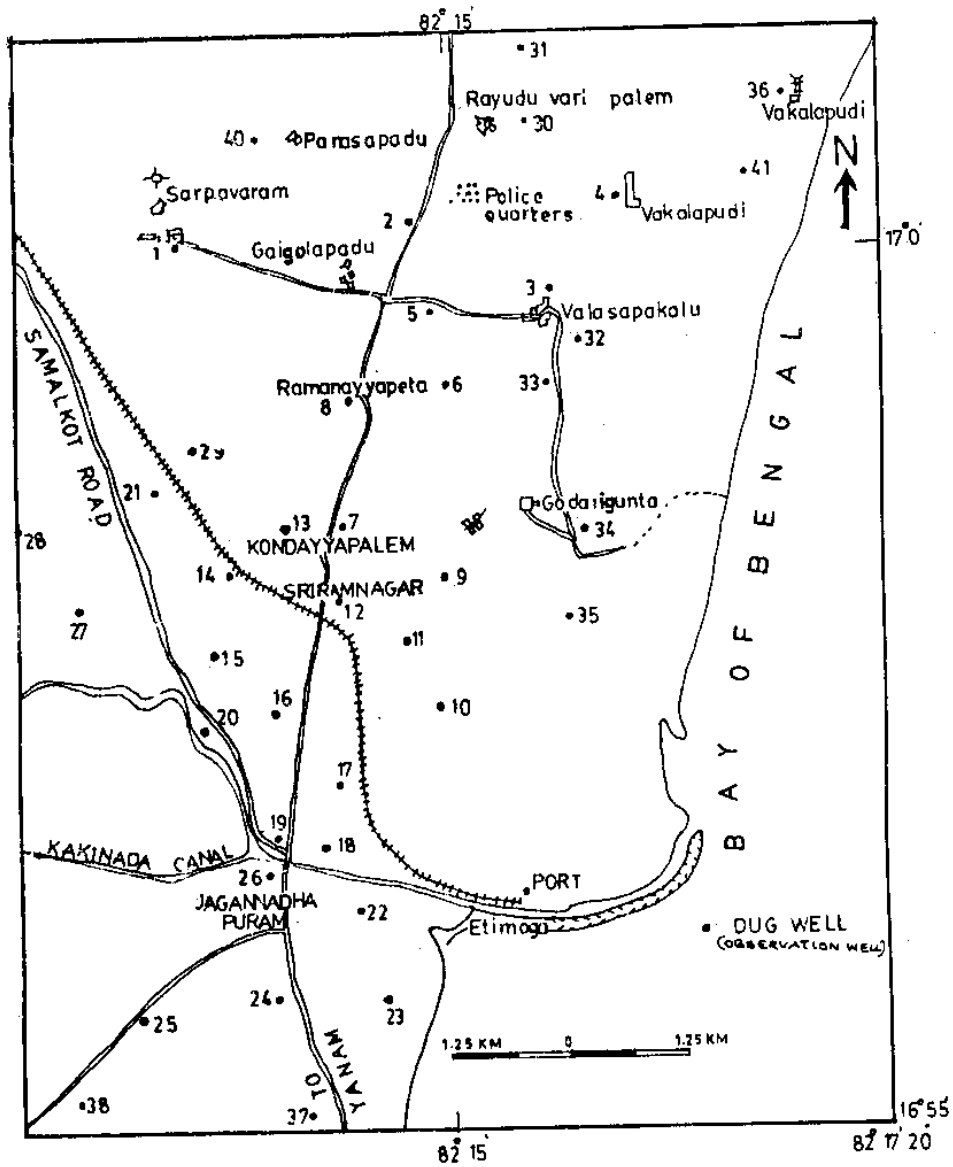 82° 15'
31
36
Rayudu vari palem
30
Vakalapudi
40
Panasapadu
41
N
Sarpavaram
Police
quarters
4
Vakalapudi
2
17° 0'
1
Gaigolapadu
3
5
Valasapakalu
32
SAMALKOT ROAD
Ramanayyapeta
6
33
8
29
21
Godarigunta
28
13
7
34
KONDAYYAPALEM
14
SRIRAMNAGAR
9
12
27
35
11
15
16
10
20
BAY OF BENGAL
17
19
18
KAKINADA CANAL
26
PORT
JAGANNADHA
PURAM
22
Etimoga
DUG WELL
(OBSERVATION WELL)
24
23
25
1.25 KM 0 1.25 KM
YANAM
TO
38
37
16° 55'
82° 15'
82° 17' 20"